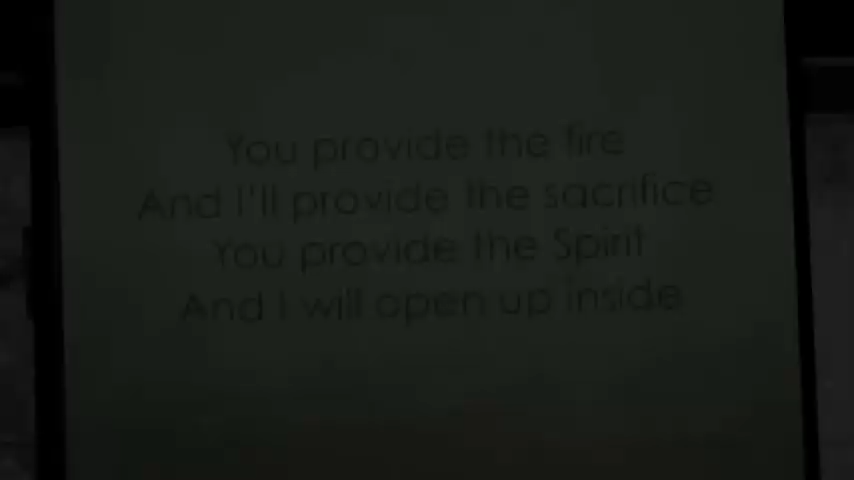 You provide the fire
And I'll provide the sacrifice
You provide the Spirit
And I will open up inside